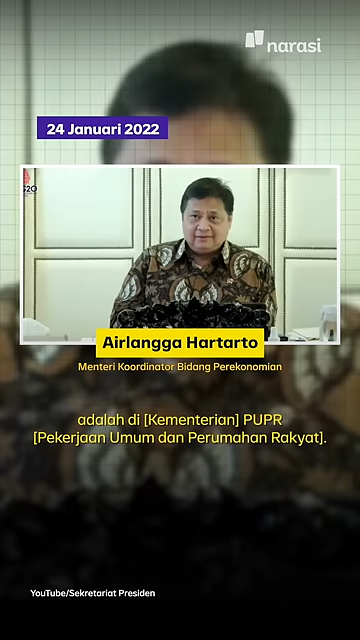 narasi
24 Januari 2022
G20
Airlangga Hartarto
Menteri Koordinator Bidang Perekonomian
adalah di [Kementerian] PUPR
[Pekerjaan Umum dan Perumahan Rakyat].
YouTube/Sekretariat Presiden